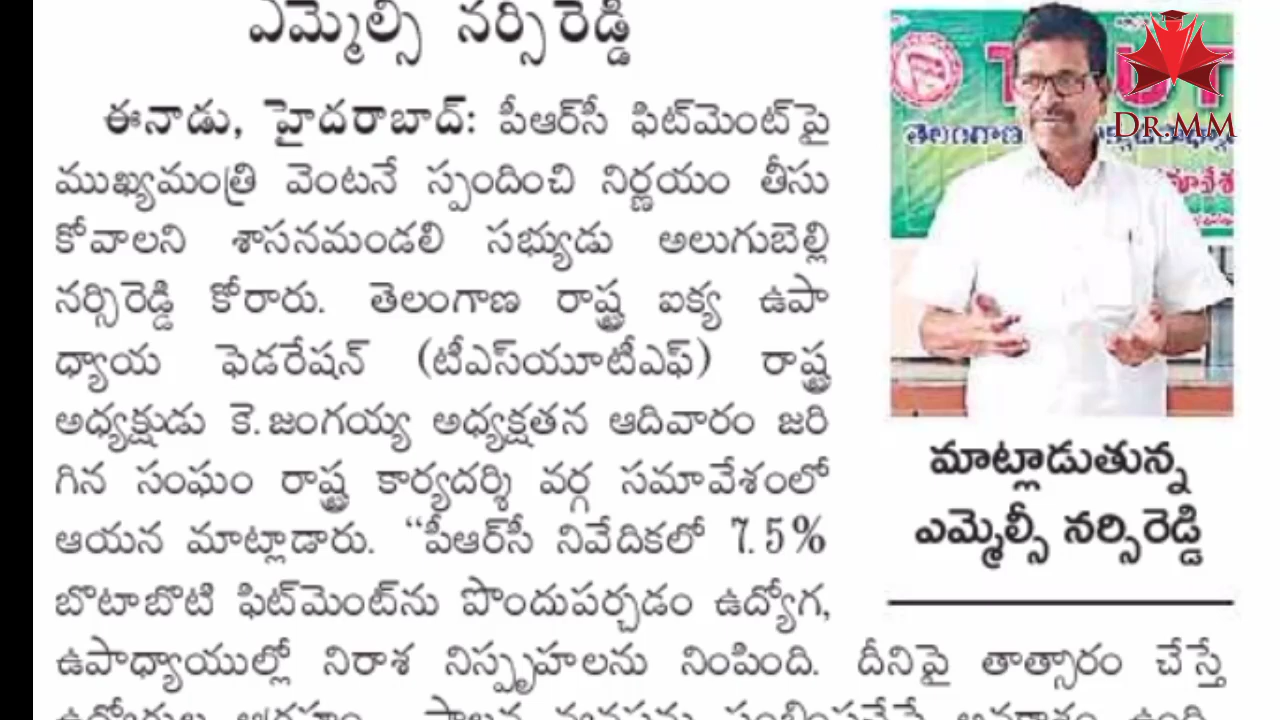 ఎమ్మెల్సీ నర్సిరెడ్డి
ఈనాడు, హైదరాబాద్: పీఆర్‌సీ ఫిట్‌మెంట్‌పై
ముఖ్యమంత్రి వెంటనే స్పందించి నిర్ణయం తీసు
కోవాలని శాసనమండలి సభ్యుడు అలుగుబెల్లి
నర్సిరెడ్డి కోరారు. తెలంగాణ రాష్ట్ర ఐక్య ఉపా
ధ్యాయ ఫెడరేషన్ (టీఎస్‌యూటీఎఫ్) రాష్ట్ర
అధ్యక్షుడు కె.జంగయ్య అధ్యక్షతన ఆదివారం జరి
గిన సంఘం రాష్ట్ర కార్యదర్శి వర్గ సమావేశంలో
ఆయన మాట్లాడారు. “పీఆర్‌సీ నివేదికలో 7.5%
బొటాబొటి ఫిట్‌మెంట్‌ను పొందుపర్చడం ఉద్యోగ,
ఉపాధ్యాయుల్లో నిరాశ నిస్పృహలను నింపింది. దీనిపై తాత్సారం చేస్తే
DR.MM
తెలంగాణ
మాట్లాడుతున్న
ఎమ్మెల్సీ నర్సిరెడ్డి